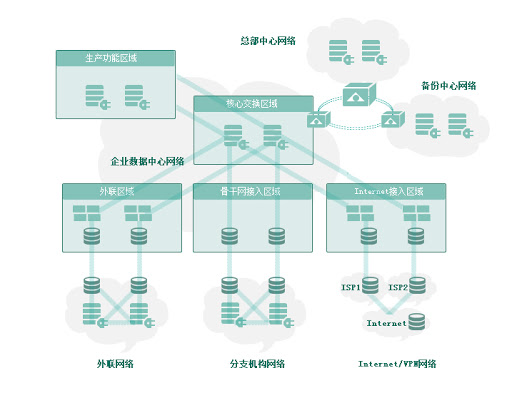 总部中心网络
生产功能区域
备份中心网络
核心交换区域
企业数据中心网络
外联区域
骨干网接入区域
Internet接入区域
ISP1
ISP2
Internet
外联网络
分支机构网络
Internet/VPM网络